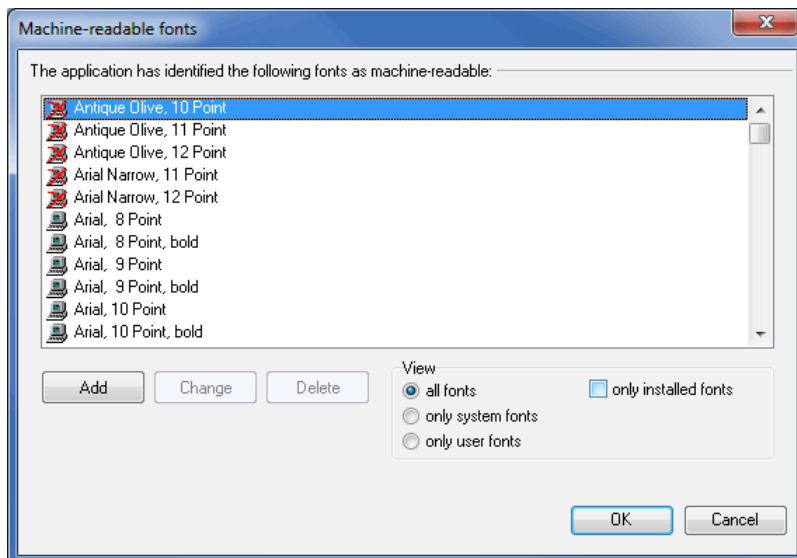 Machine-readable fonts
The application has identified the following fonts as machine-readable:
Antique Olive, 10 Point
Antique Olive, 11 Point
Antique Olive, 12 Point
Arial Narrow, 11 Point
Arial Narrow, 12 Point
Arial,  8 Point
Arial,  8 Point, bold
Arial,  9 Point
Arial,  9 Point, bold
Arial, 10 Point
Arial, 10 Point, bold
Add
Change
Delete
View
all fonts
only installed fonts
only system fonts
only user fonts
OK
Cancel